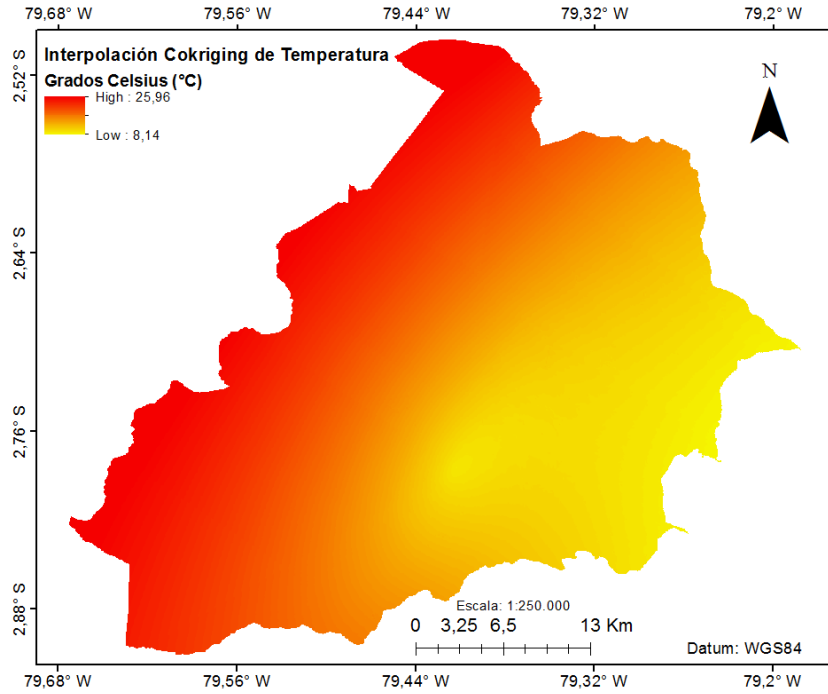 79,68° W 79,56° W 79,44° W 79,32° W 79,2° W
Interpolación Cokriging de Temperatura
Grados Celsius (°C)
High : 25,96
Low : 8,14
N
2,52° S
2,64° S
2,76° S
2,88° S
Escala: 1:250.000
0 3,25 6,5 13 Km
Datum: WGS84
79,68° W 79,56° W 79,44° W 79,32° W 79,2° W